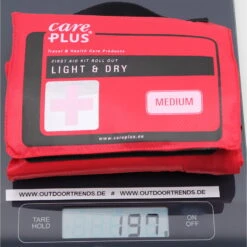 care
PLUS
Travel & Health Care Products
FIRST AID KIT ROLL OUT
LIGHT & DRY
MEDIUM
www.careplus.eu
WWW.OUTDOORTRENDS.DE # WWW.OUTDOORTRENDS.DE
TARE
HOLD
197
ON
OFF